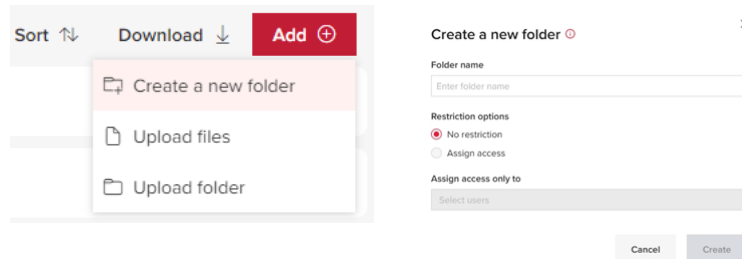 Sort
Download
Add
Create a new folder
Upload files
Upload folder
Create a new folder
Folder name
Enter folder name
Restriction options
No restriction
Assign access
Assign access only to
Select users
Cancel
Create